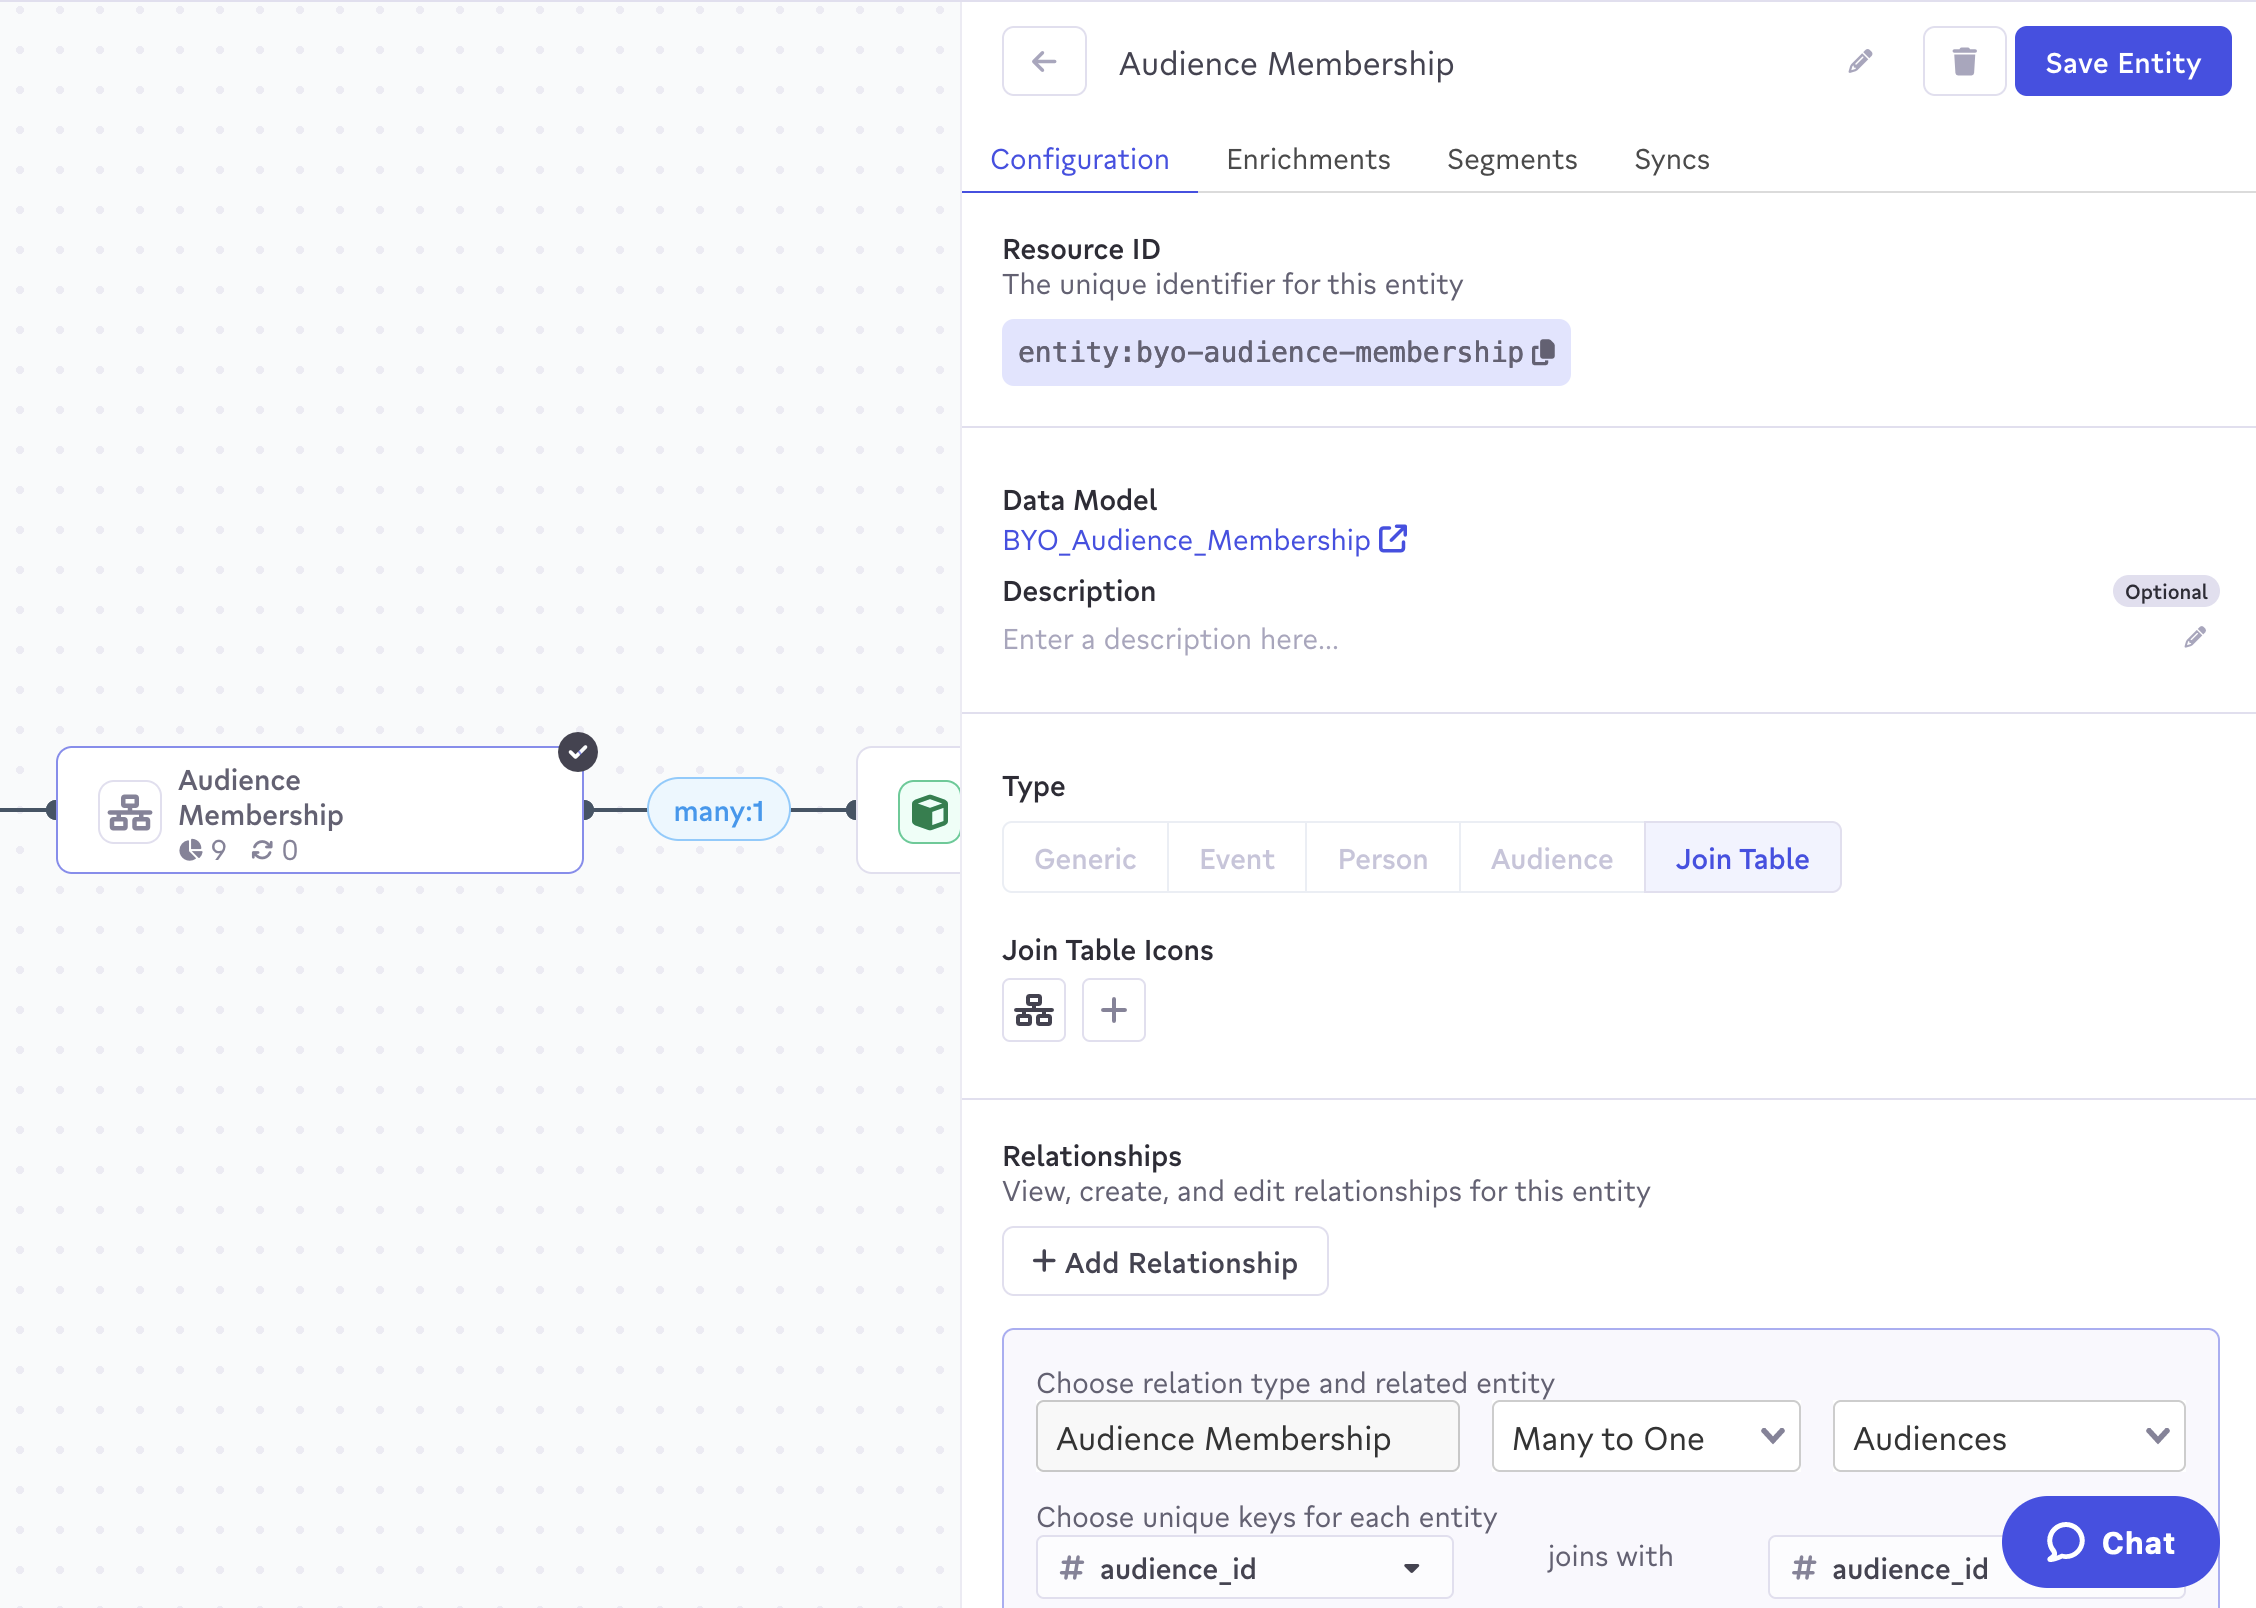 Audience Membership
Save Entity
Configuration
Enrichments
Segments
Syncs
Resource ID
The unique identifier for this entity
entity:byo-audience-membership
Data Model
BYO_Audience_Membership
Description
Optional
Enter a description here...
Audience
Membership
9
0
many:1
Type
Generic
Event
Person
Audience
Join Table
Join Table Icons
Relationships
View, create, and edit relationships for this entity
+ Add Relationship
Choose relation type and related entity
Audience Membership
Many to One
Audiences
Choose unique keys for each entity
# audience_id
joins with
# audience_id
Chat